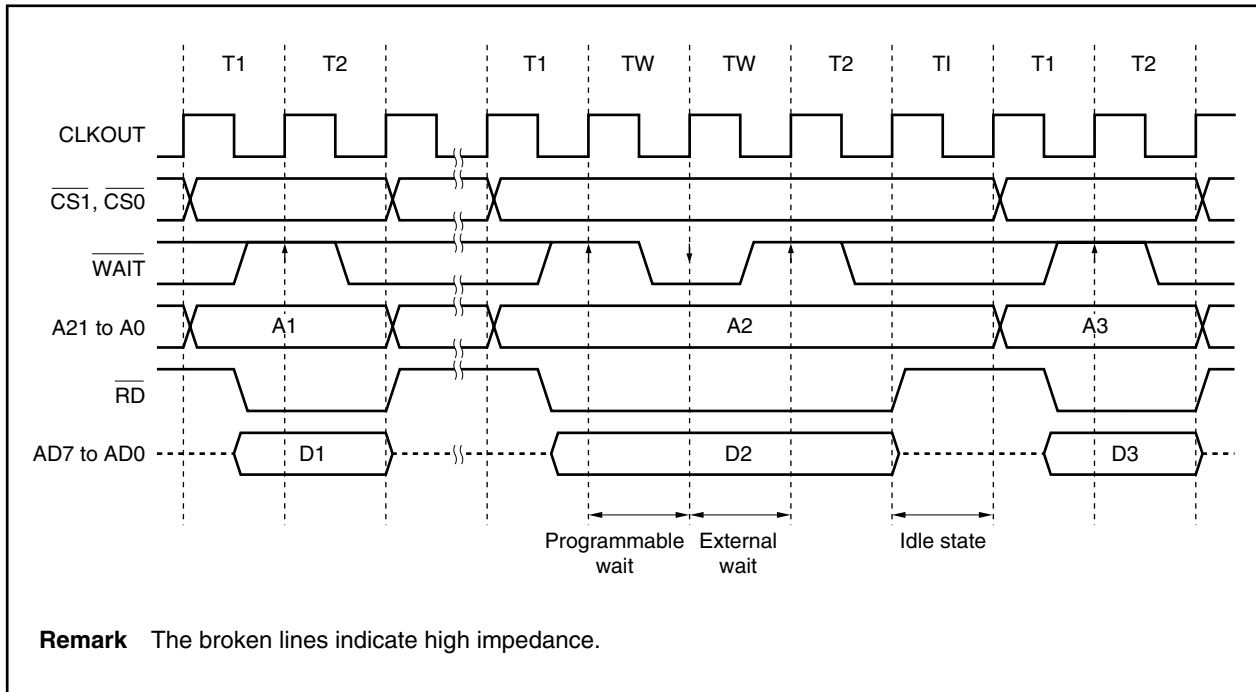 T1 T2 T1 TW TW T2 TI T1 T2
CLKOUT
CS1, CS0
WAIT
A21 to A0 A1 A2 A3
RD
AD7 to AD0 D1 D2 D3
Programmable wait
External wait
Idle state
Remark The broken lines indicate high impedance.